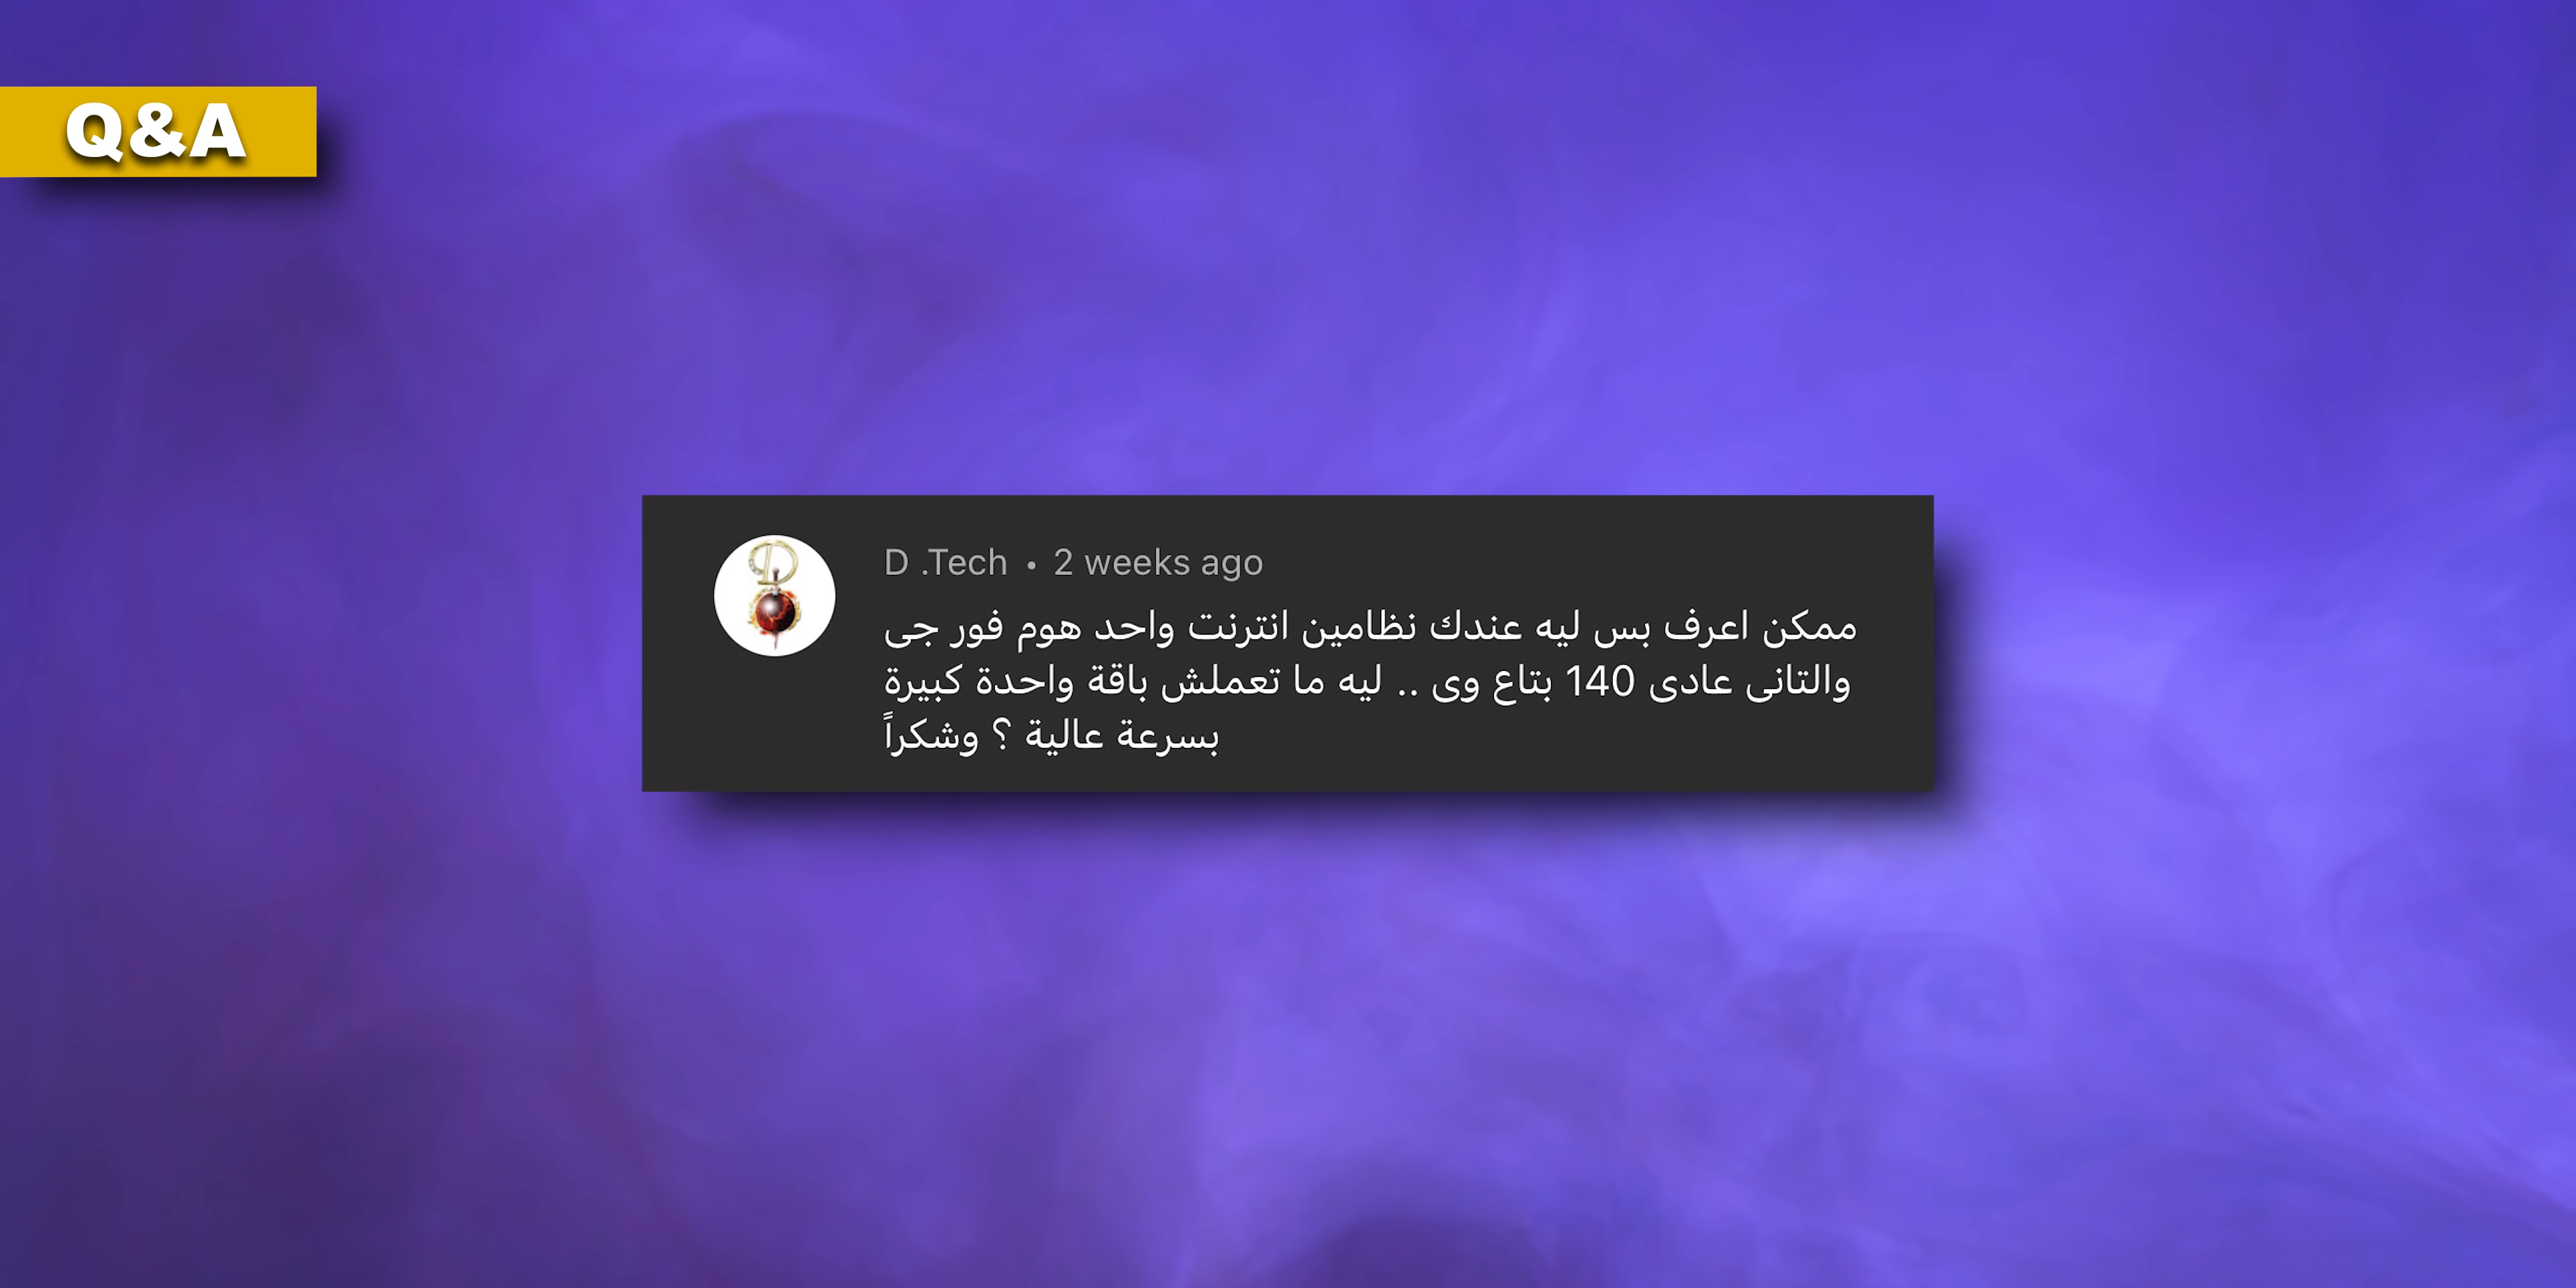 Q&A
D .Tech • 2 weeks ago
ممكن اعرف بس ليه عندك نظامين انترنت واحد هوم فور جى
والتانى عادى 140 بتاع وى .. ليه ما تعملش باقة واحدة كبيرة
بسرعة عالية ؟ وشكراً